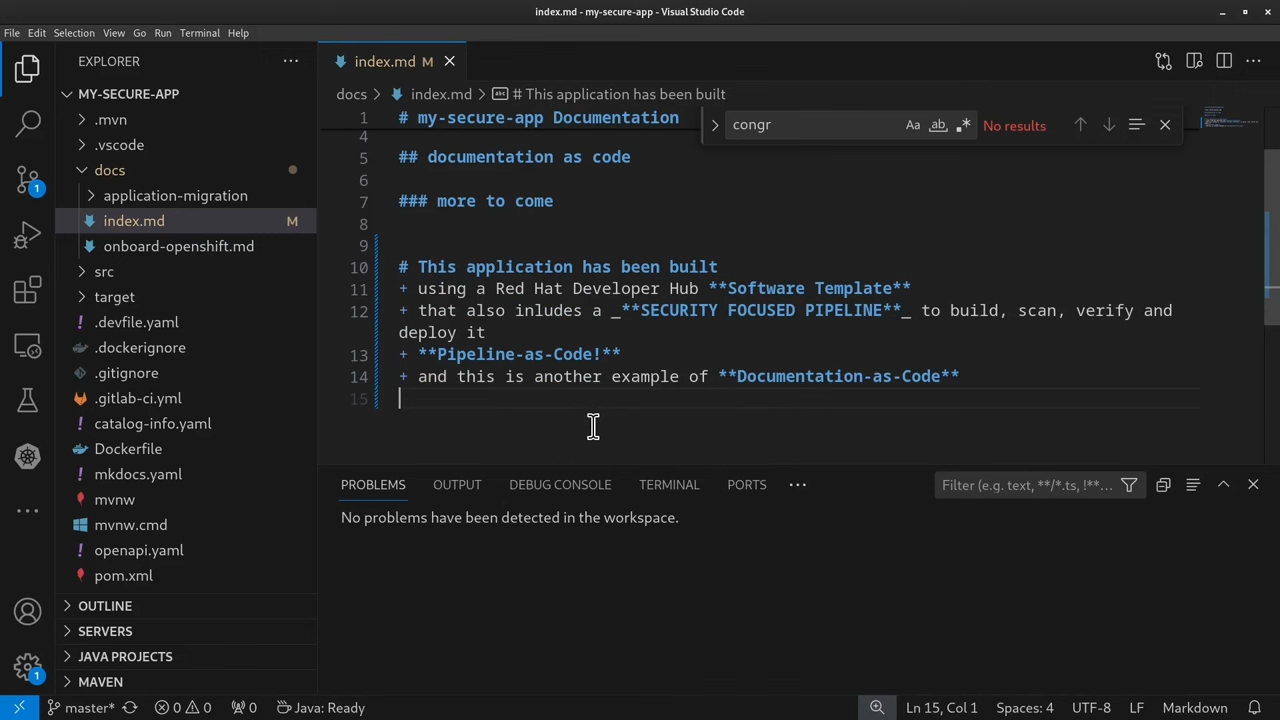 index.md - my-secure-app - Visual Studio Code
File Edit Selection View Go Run Terminal Help
EXPLORER
MY-SECURE-APP
.mvn
.vscode
docs
application-migration
index.md M
onboard-openshift.md
src
target
.devfile.yaml
.dockerignore
.gitignore
.gitlab-ci.yml
catalog-info.yaml
Dockerfile
mkdocs.yaml
mvnw
mvnw.cmd
openapi.yaml
pom.xml
OUTLINE
SERVERS
JAVA PROJECTS
MAVEN
1
1
index.md M
docs > index.md > # This application has been built
congr Aa ab No results
1 # my-secure-app Documentation
4
5 ## documentation as code
6
7 ### more to come
8
9
10 # This application has been built
11 + using a Red Hat Developer Hub **Software Template**
12 + that also inludes a _**SECURITY FOCUSED PIPELINE**_ to build, scan, verify and
deploy it
13 + **Pipeline-as-Code!**
14 + and this is another example of **Documentation-as-Code**
15
PROBLEMS OUTPUT DEBUG CONSOLE TERMINAL PORTS
Filter (e.g. text, **/*.ts, !**...
No problems have been detected in the workspace.
master* 0 0 0 Java: Ready Ln 15, Col 1 Spaces: 4 UTF-8 LF Markdown